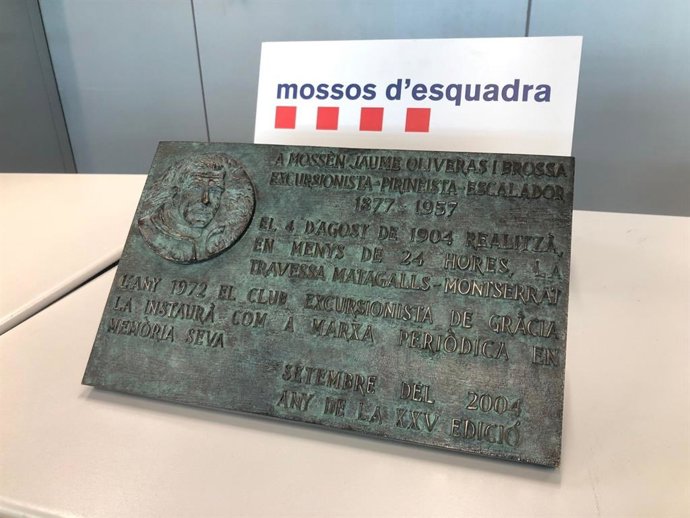 mossos d'esquadra
A MOSSÈN JAUME OLIVERAS I BROSSA
EXCURSIONISTA-PIRINEISTA-ESCALADOR
1877 - 1957
EL 4 D'AGOST DE 1904 REALITZÀ,
EN MENYS DE 24 HORES, LA
TRAVESSA MATAGALLS-MONTSERRAT
L'ANY 1972 EL CLUB EXCURSIONISTA DE GRÀCIA
LA INSTAURÀ COM A MARXA PERIÒDICA EN
MEMÒRIA SEVA
SETEMBRE DEL 2004
ANY DE LA XXV EDICIÓ